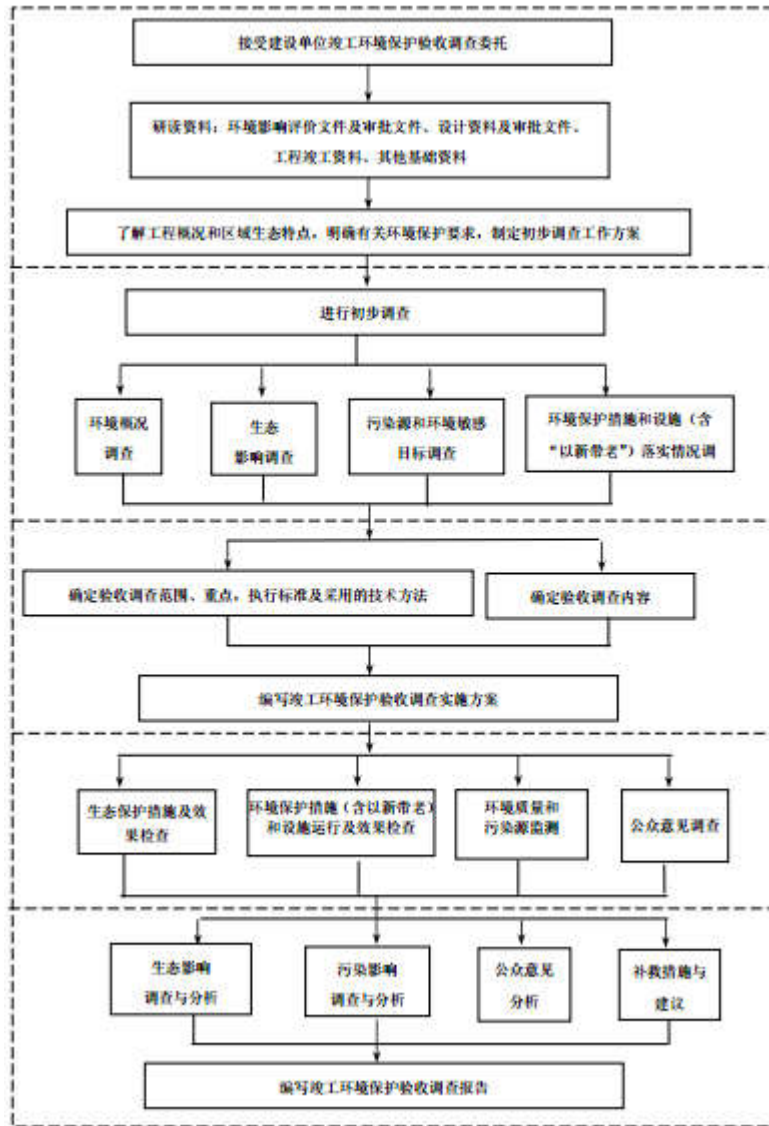 接受建设单位竣工环境保护验收调查委托
研读资料：环境影响评价文件及审批文件、设计资料及审批文件、
工程竣工资料、其他基础资料
了解工程概况和区域生态特点，明确有关环境保护要求，制定初步调查工作方案
进行初步调查
环境概况
调查
生态
影响调查
污染源和环境敏感
目标调查
环境保护措施和设施（含
“以新带老”）落实情况调
确定验收调查范围、重点，执行标准及采用的技术方法
确定验收调查内容
编写竣工环境保护验收调查实施方案
生态保护措施及效
果检查
环境保护措施（含以新带老）
和设施运行及效果检查
环境质量和
污染源监测
公众意见调查
生态影响
调查与分析
污染影响
调查与分析
公众意见
分析
补救措施与
建议
编写竣工环境保护验收调查报告